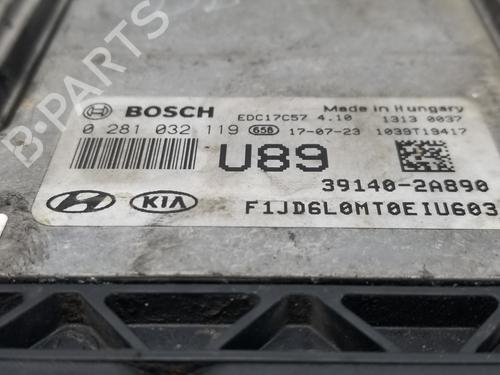 B-PARTS
BOSCH EDC17C57 4.10 Made in Hungary
0 281 032 119 658 17-07-23 1313 0037
1039T19417
U89
39140-2A890
KIA F1JD6L0MT0EIU603